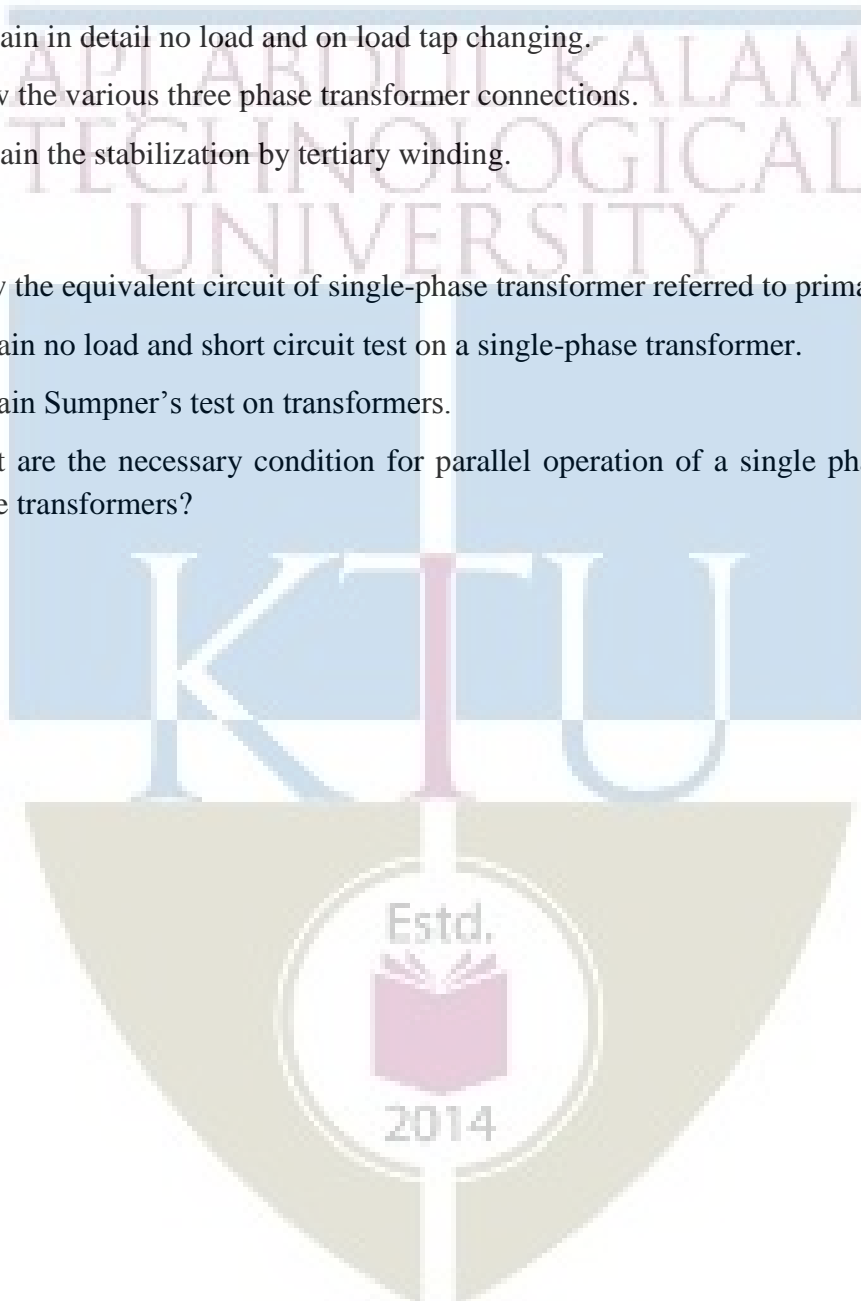 ain in detail no load and on load tap changing.
APJ ABDUL KALAM
w the various three phase transformer connections.
TECHNOLOGICAL
ain the stabilization by tertiary winding.
UNIVERSITY
w the equivalent circuit of single-phase transformer referred to prima
ain no load and short circuit test on a single-phase transformer.
ain Sumpner’s test on transformers.
t are the necessary condition for parallel operation of a single pha
e transformers?
KTU
Estd.
2014